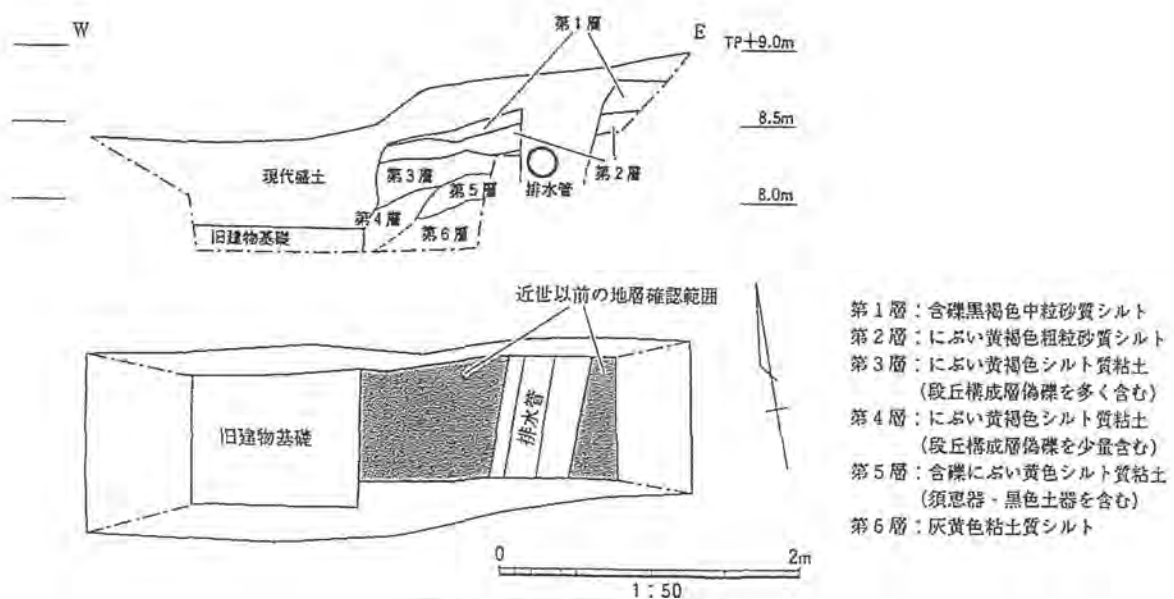 W
第1層
E
TP+9.0m
8.5m
現代盛土
第3層
第5層
排水管
第2層
8.0m
第4層
旧建物基礎
第6層
近世以前の地層確認範囲
旧建物基礎
排水管
第1層：含礫黒褐色中粒砂質シルト
第2層：にぶい黄褐色粗粒砂質シルト
第3層：にぶい黄褐色シルト質粘土
(段丘構成層偽礫を多く含む)
第4層：にぶい黄褐色シルト質粘土
(段丘構成層偽礫を少量含む)
第5層：含礫にぶい黄色シルト質粘土
(須恵器・黒色土器を含む)
第6層：灰黄色粘土質シルト
0
2m
1：50